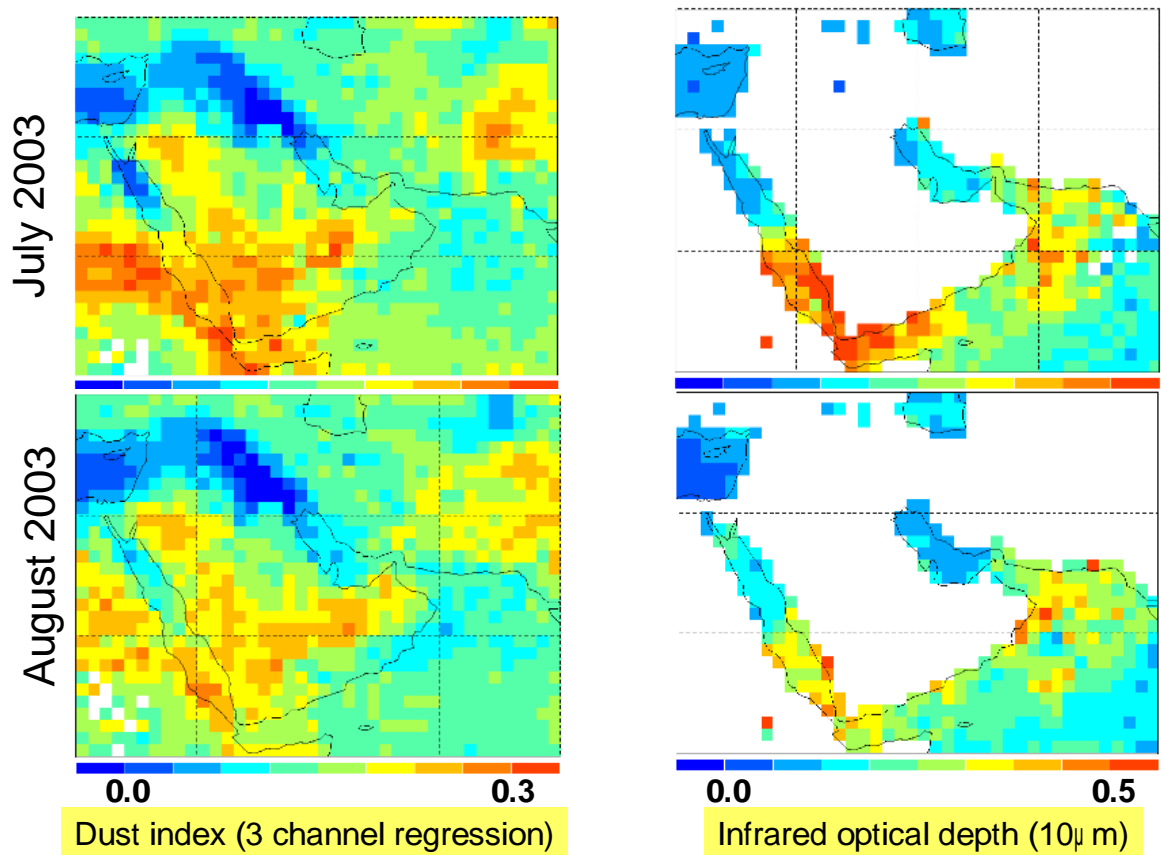 July 2003
August 2003
0.0 0.3
0.0 0.5
Dust index (3 channel regression)
Infrared optical depth (10μ m)